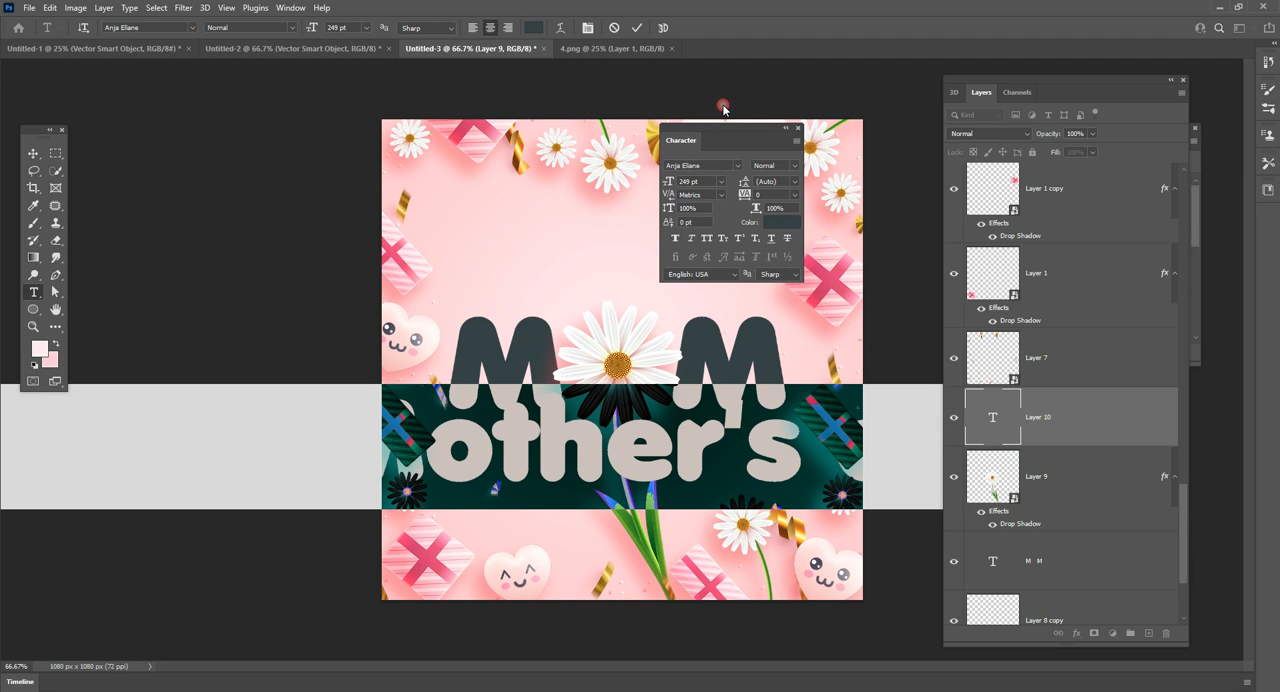 Ps File Edit Image Layer Type Select Filter 3D View Plugins Window Help
T Anja Eliane Normal 249 pt Sharp 3D
Untitled-1 @ 25% (Vector Smart Object, RGB/8#) * × Untitled-2 @ 66.7% (Vector Smart Object, RGB/8) * × Untitled-3 @ 66.7% (Layer 9, RGB/8) * × 4.png @ 25% (Layer 1, RGB/8) ×
3D Layers Channels
Kind
Normal Opacity: 100%
Lock: Fill: 100%
Layer 1 copy fx
Effects
Drop Shadow
Layer 1 fx
Effects
Drop Shadow
Layer 7
T Layer 10
Layer 9 fx
Effects
Drop Shadow
T M M
Layer 8 copy
Character
Anja Eliane Normal
249 pt (Auto)
Metrics 0
100% 100%
0 pt Color:
English: USA Sharp
M M
other's
66.67% 1080 px x 1080 px (72 ppi)
Timeline